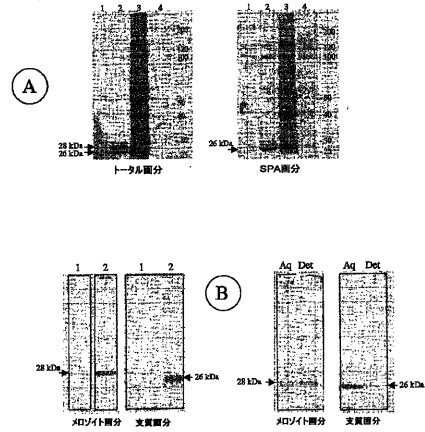 A
1 2 3 4
28 kDa
26 kDa
トータル画分
1 2 3 4
26 kDa
SPA画分
B
1 2
28 kDa
メロゾイト画分
1 2
26 kDa
支質画分
Aq Det
28 kDa
メロゾイト画分
Aq Det
26 kDa
支質画分